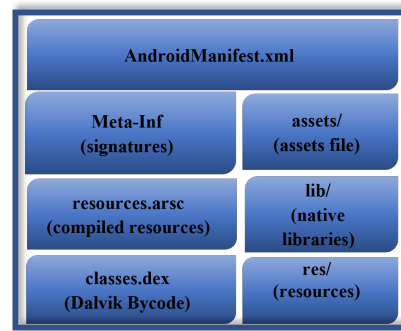 AndroidManifest.xml
Meta-Inf
(signatures)
assets/
(assets file)
resources.arsc
(compiled resources)
lib/
(native
libraries)
classes.dex
(Dalvik Bycode)
res/
(resources)